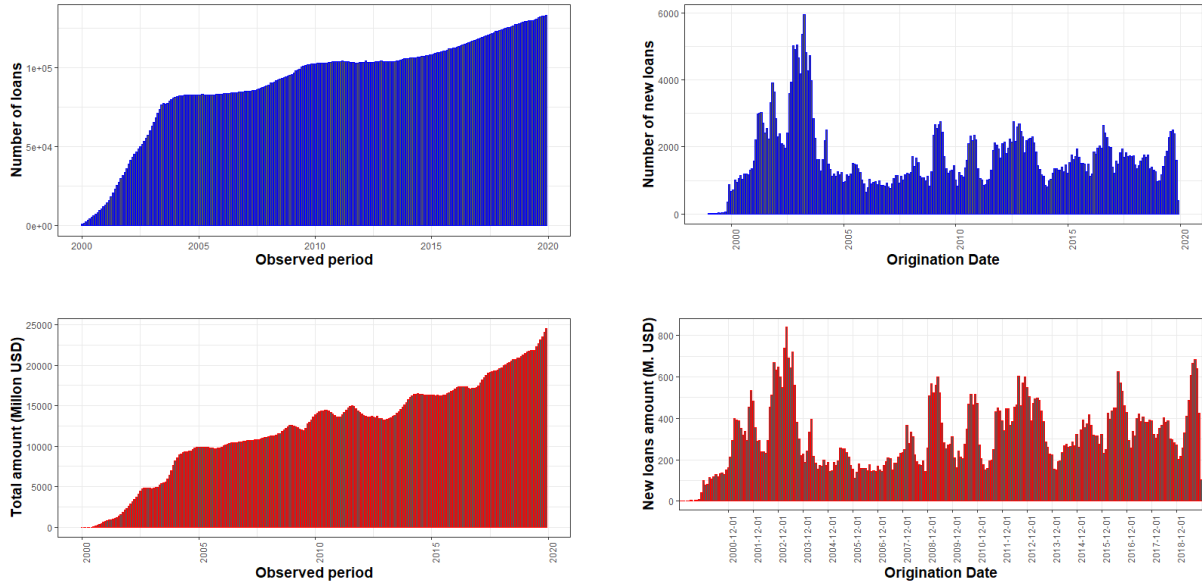 Number of loans
1e+05
5e+04
0e+00
2000 2005 2010 2015 2020
Observed period
Number of new loans
6000
4000
2000
0
2000 2005 2010 2015 2020
Origination Date
Total amount (Millon USD)
25000
20000
15000
10000
5000
0
2000 2005 2010 2015 2020
Observed period
New loans amount (M. USD)
800
600
400
200
0
2000-12-01 2001-12-01 2002-12-01 2003-12-01 2004-12-01 2005-12-01 2006-12-01 2007-12-01 2008-12-01 2009-12-01 2010-12-01 2011-12-01 2012-12-01 2013-12-01 2014-12-01 2015-12-01 2016-12-01 2017-12-01 2018-12-01
Origination Date